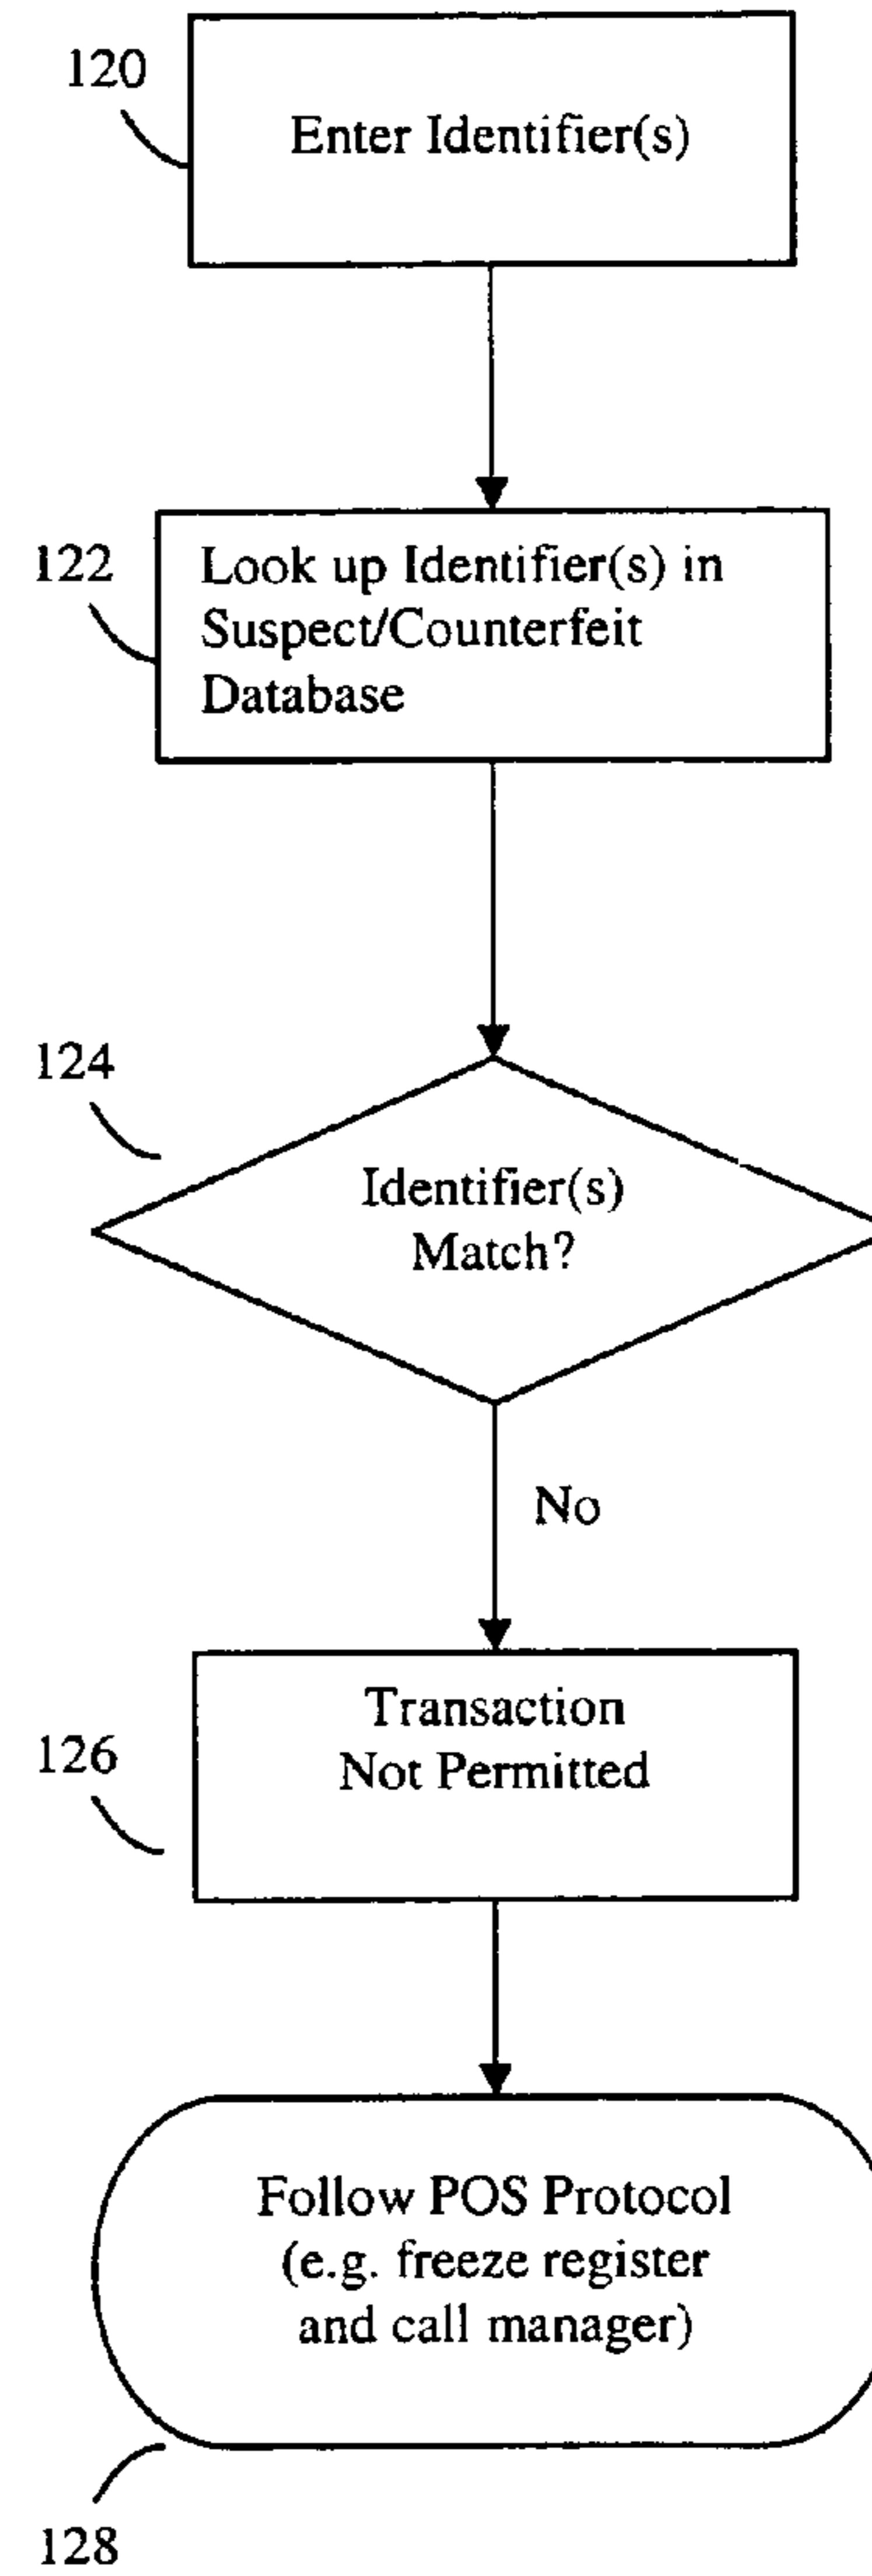 120
Enter Identifier(s)
122
Look up Identifier(s) in
Suspect/Counterfeit
Database
124
Identifier(s)
Match?
No
Transaction
Not Permitted
126
Follow POS Protocol
(e.g. freeze register
and call manager)
128